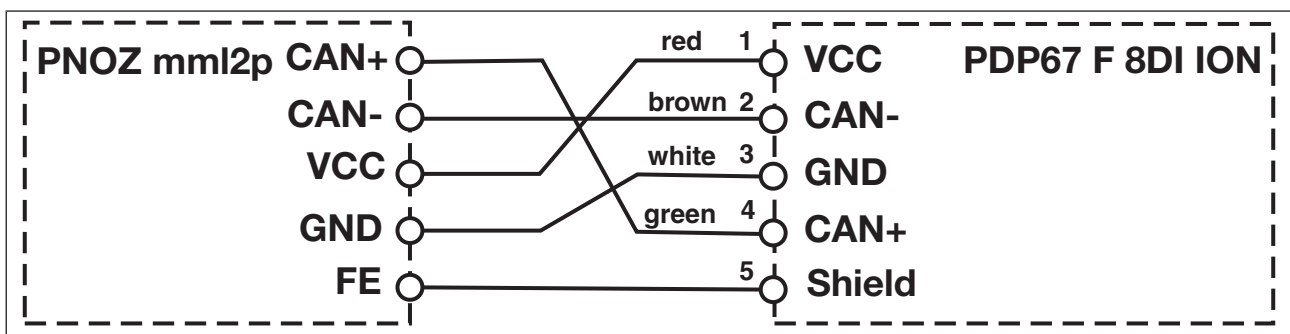 PNOZ mml2p CAN+ red 1 VCC PDP67 F 8DI ION
CAN- brown 2 CAN-
VCC white 3 GND
GND green 4 CAN+
FE 5 Shield